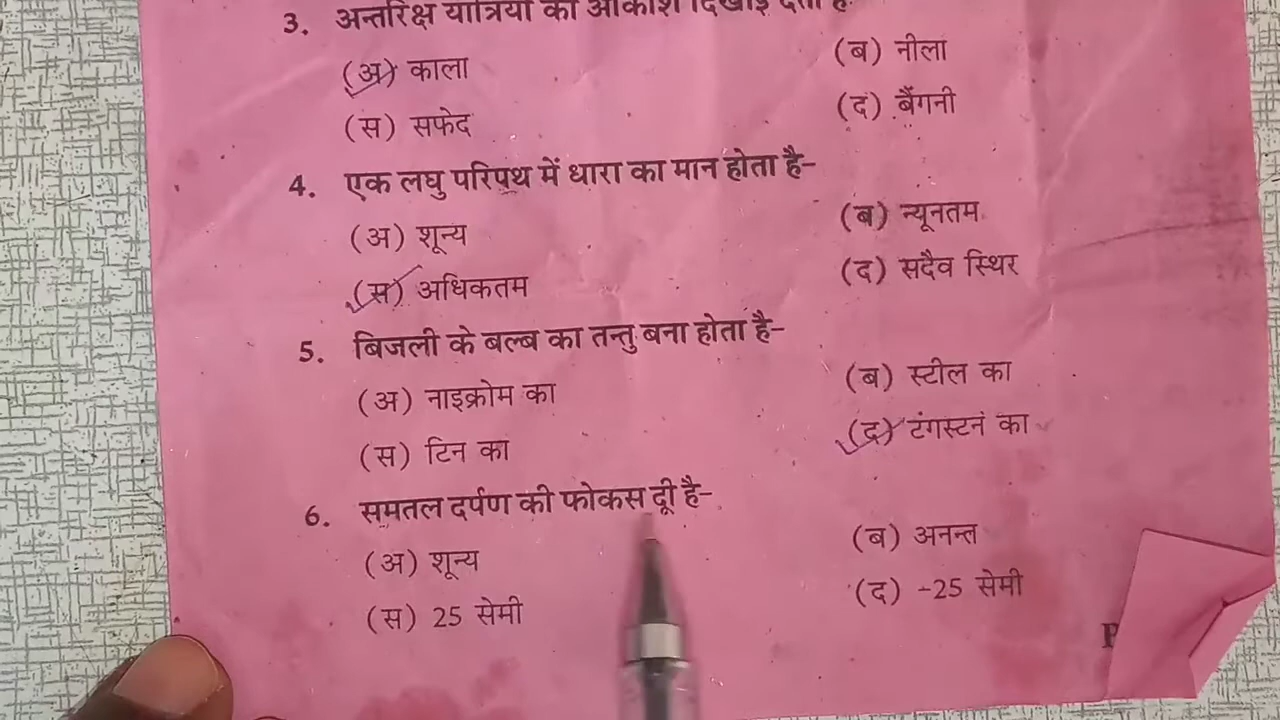 3. अन्तरिक्ष यात्रियों को आकाश दिखाई देता है-
(अ) काला (ब) नीला
(स) सफेद (द) बैंगनी
4. एक लघु परिपथ में धारा का मान होता है-
(अ) शून्य (ब) न्यूनतम
(स) अधिकतम (द) सदैव स्थिर
5. बिजली के बल्ब का तन्तु बना होता है-
(अ) नाइक्रोम का (ब) स्टील का
(स) टिन का (द) टंगस्टन का
6. समतल दर्पण की फोकस दूी है-
(अ) शून्य (ब) अनन्त
(स) 25 सेमी (द) -25 सेमी